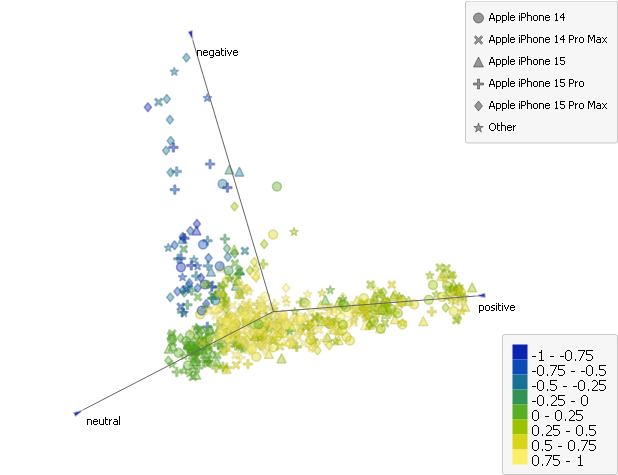 Apple iPhone 14
Apple iPhone 14 Pro Max
Apple iPhone 15
Apple iPhone 15 Pro
Apple iPhone 15 Pro Max
Other
negative
positive
neutral
-1 - -0.75
-0.75 - -0.5
-0.5 - -0.25
-0.25 - 0
0 - 0.25
0.25 - 0.5
0.5 - 0.75
0.75 - 1